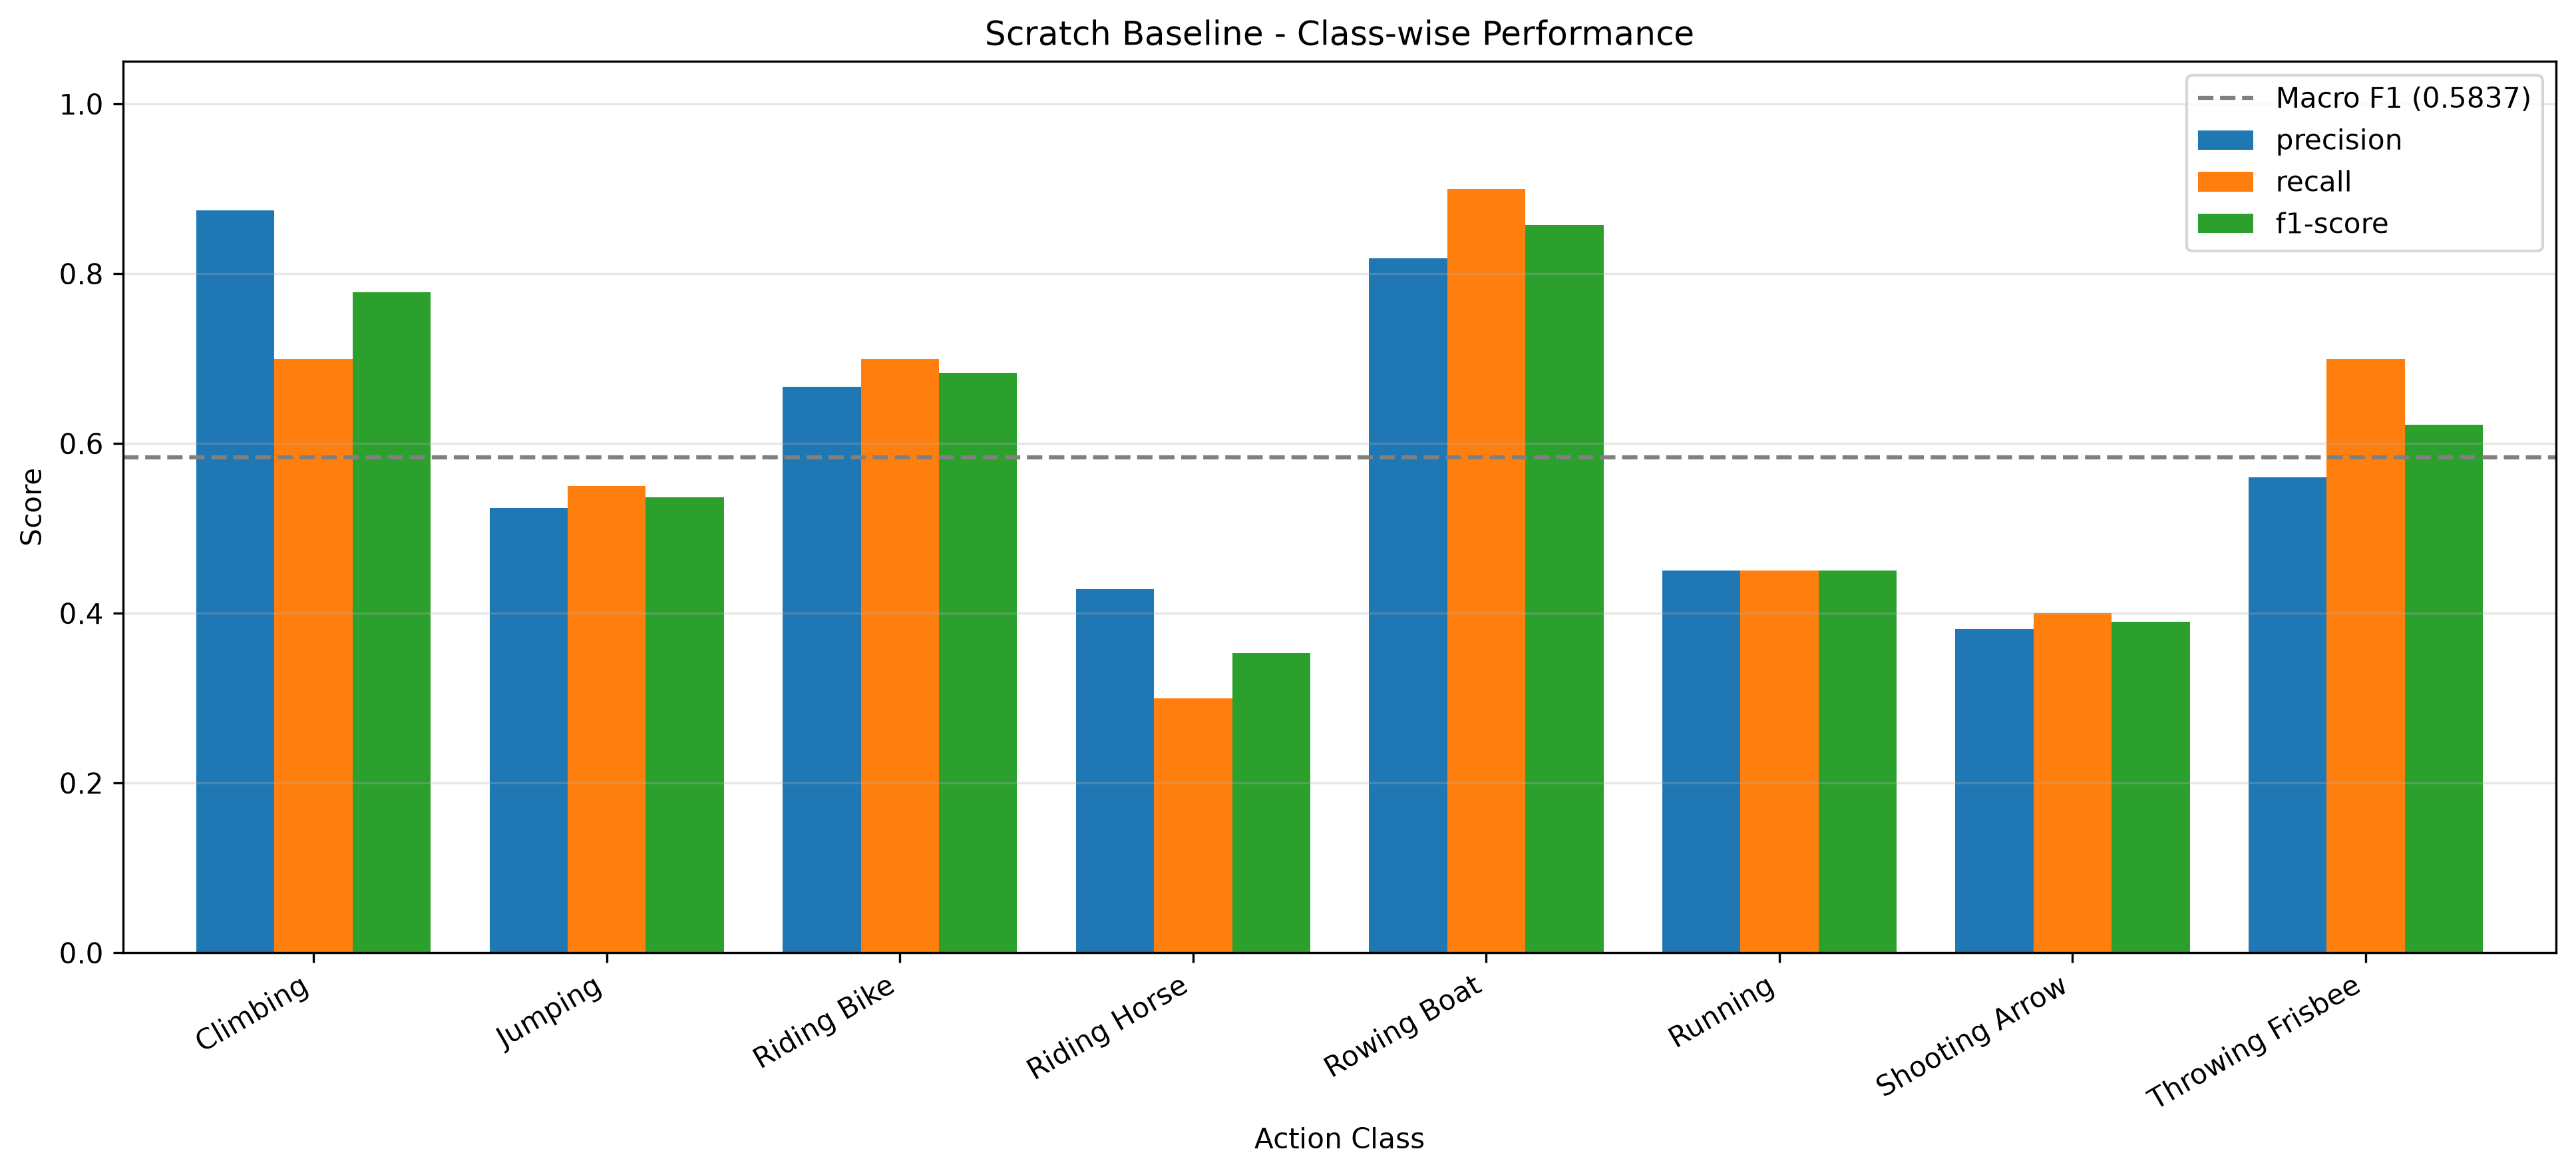 Scratch Baseline - Class-wise Performance
Macro F1 (0.5837)
precision
recall
f1-score
Score
1.0
0.8
0.6
0.4
0.2
0.0
Climbing
Jumping
Riding Bike
Riding Horse
Rowing Boat
Running
Shooting Arrow
Throwing Frisbee
Action Class